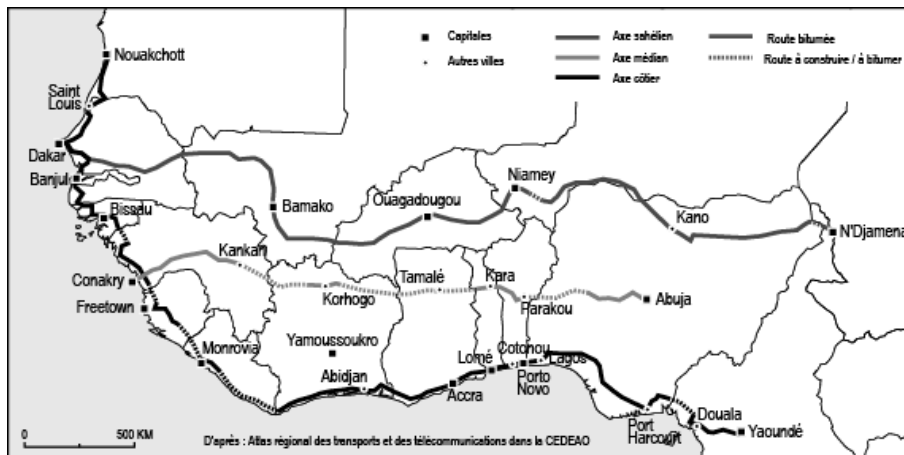 Capitales
Autres villes
Axe sahélien
Axe médian
Axe côtier
Route bitumée
Route à construire / à bitumer
Nouakchott
Saint
Louis
Dakar
Banjul
Bissau
Bamako
Ouagadougou
Niamey
Kano
N'Djamena
Conakry
Kankan
Korhogo
Tamalé
Kara
Parakou
Abuja
Freetown
Monrovia
Yamoussoukro
Abidjan
Accra
Lomé
Cotonou
Porto
Novo
Lagos
Port
Harcourt
Douala
Yaoundé
0
500 KM
D'après : Atlas régional des transports et des télécommunications dans la CEDEAO